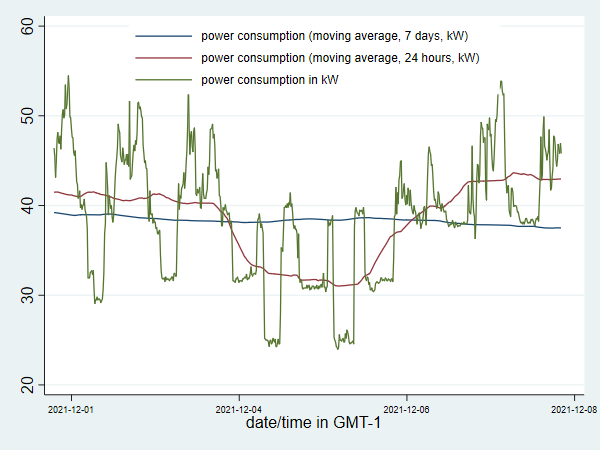 power consumption (moving average, 7 days, kW)
power consumption (moving average, 24 hours, kW)
power consumption in kW
60
50
40
30
20
2021-12-01
2021-12-04
2021-12-06
2021-12-08
date/time in GMT-1